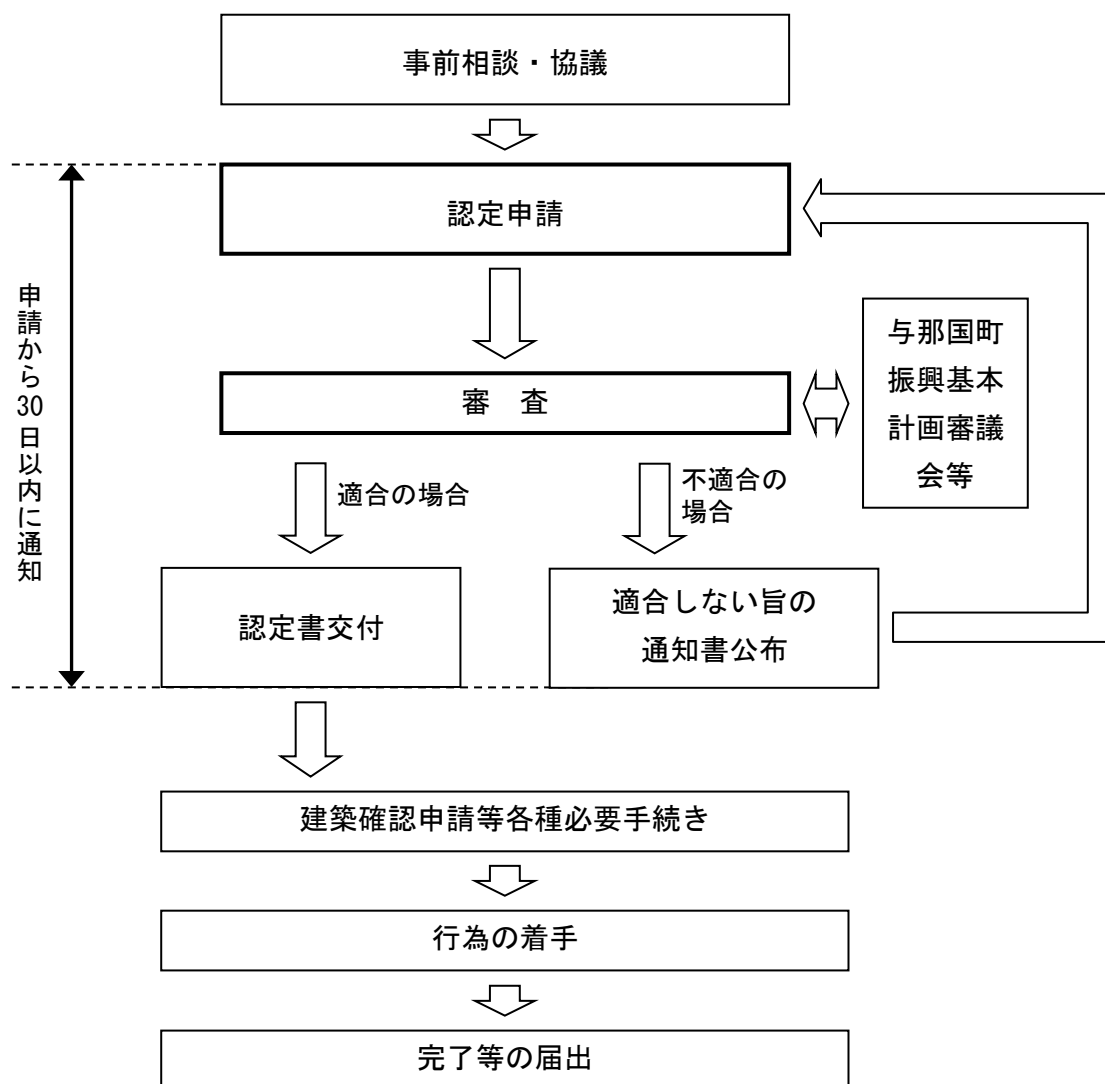 事前相談・協議
認定申請
申請から30日以内に通知
与那国町
振興基本
計画審議
会等
審　査
適合の場合
不適合の
場合
認定書交付
適合しない旨の
通知書公布
建築確認申請等各種必要手続き
行為の着手
完了等の届出